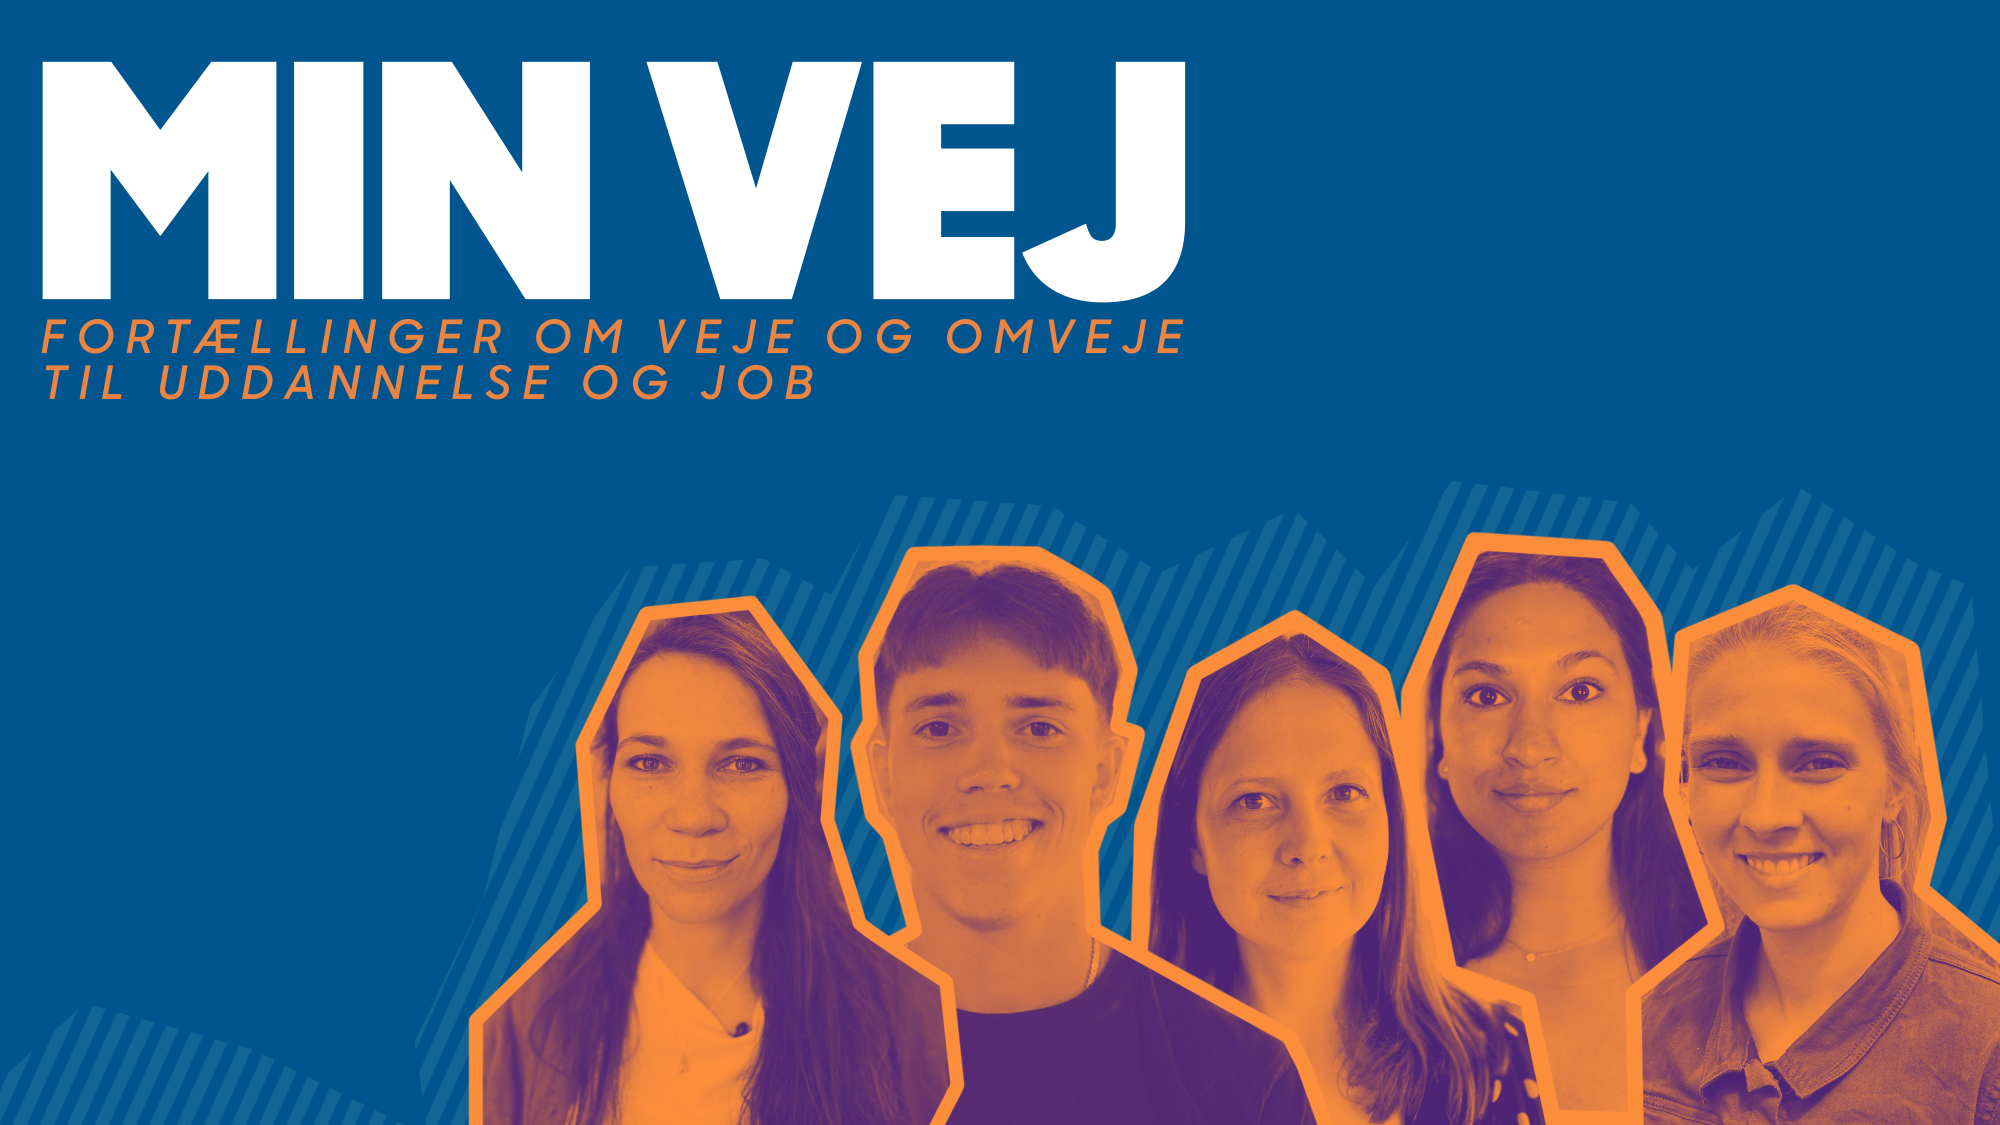 MIN VEJ
FORTÆLLINGER OM VEJE OG OMVEJE
TIL UDDANNELSE OG JOB